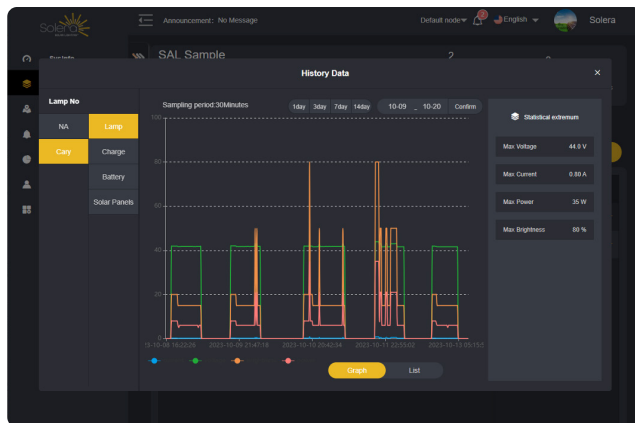 Solera
Announcement: No Message
Default node
English
Solera
SAL Sample
2
History Data
×
Lamp No
NA
Cary
Lamp
Charge
Battery
Solar Panels
Sampling period:30Minutes
1day 3day 7day 14day 10-09 _ 10-20 Confirm
100
80
60
40
20
0
2023-10-09 21:47:18
2023-10-10 20:42:54
2023-10-11 22:55:02
Graph
List
Statistical extremum
Max Voltage 44.0 V
Max Current 0.80 A
Max Power 35 W
Max Brightness 80 %